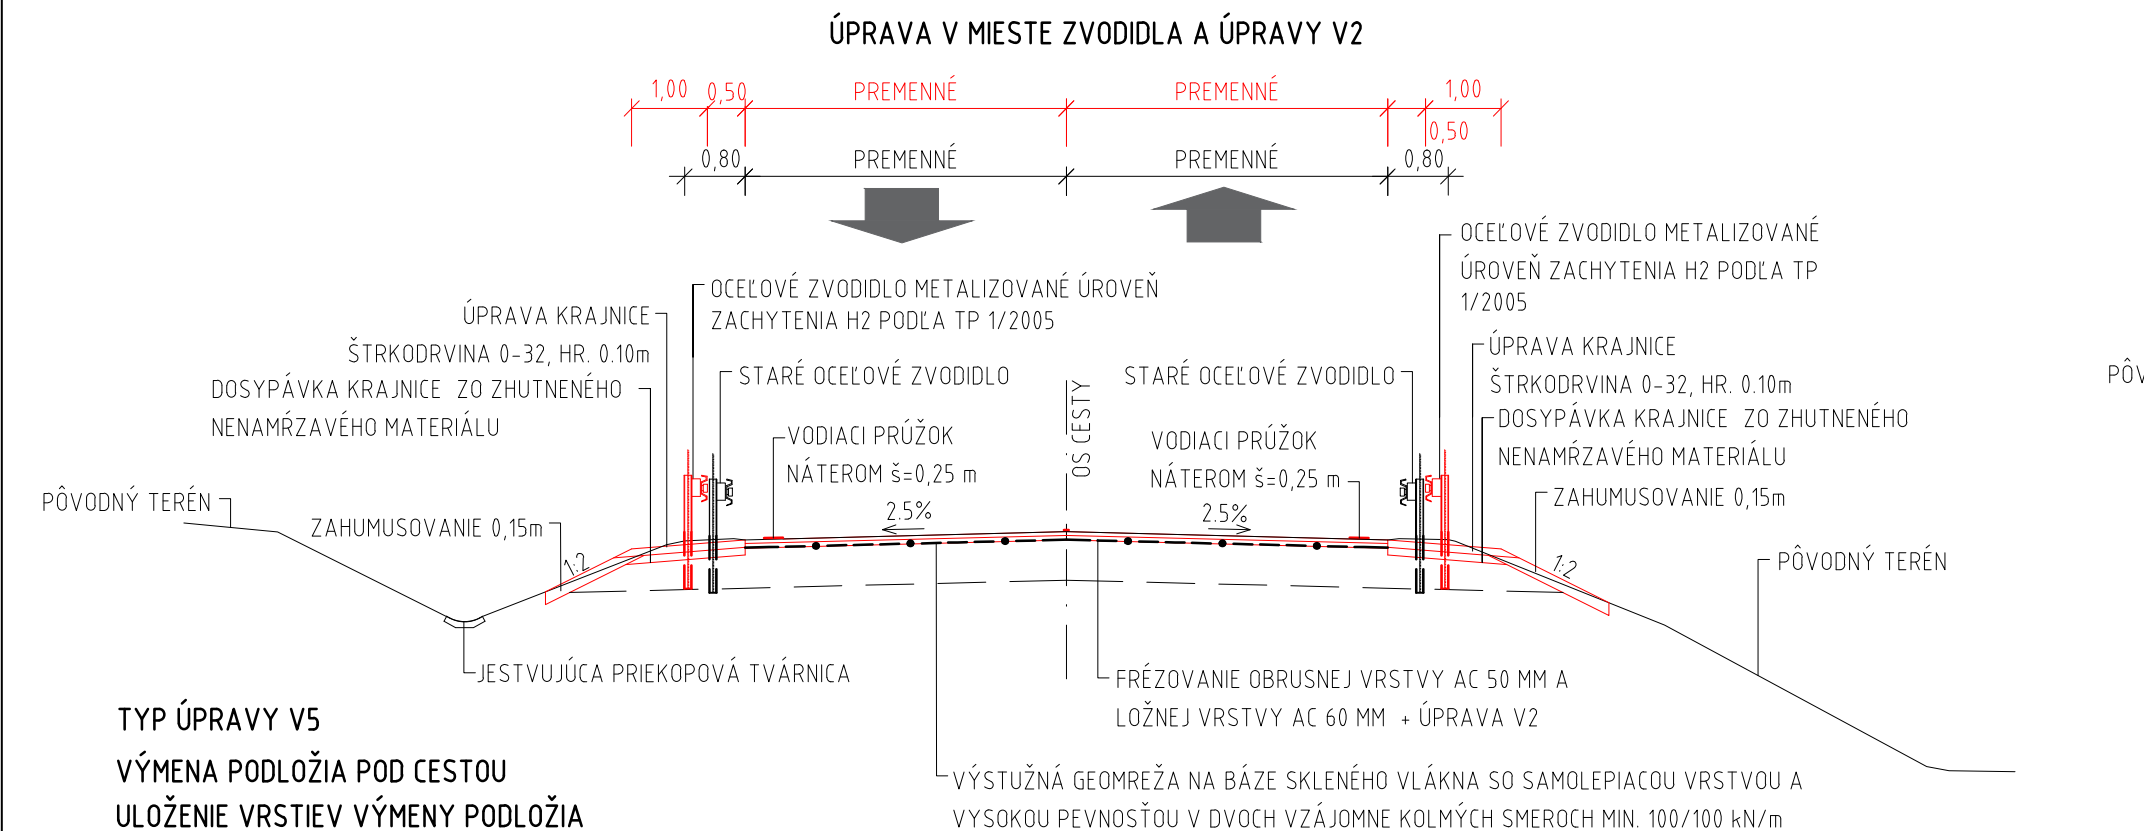 ÚPRAVA V MIESTE ZVODIDLA A ÚPRAVY V2
1,00 0,50 PREMENNÉ PREMENNÉ 1,00
0,50
0,80 PREMENNÉ PREMENNÉ 0,80
OCEĽOVÉ ZVODIDLO METALIZOVANÉ
ÚROVEŇ ZACHYTENIA H2 PODĽA TP
1/2005
OCEĽOVÉ ZVODIDLO METALIZOVANÉ ÚROVEŇ
ZACHYTENIA H2 PODĽA TP 1/2005
ÚPRAVA KRAJNICE
ŠTRKODRVINA 0-32, HR. 0.10m
DOSYPÁVKA KRAJNICE ZO ZHUTNENÉHO
NENAMŔZAVÉHO MATERIÁLU
STARÉ OCEĽOVÉ ZVODIDLO
STARÉ OCEĽOVÉ ZVODIDLO
ÚPRAVA KRAJNICE
ŠTRKODRVINA 0-32, HR. 0.10m
DOSYPÁVKA KRAJNICE ZO ZHUTNENÉHO
NENAMŔZAVÉHO MATERIÁLU
PÔV
OS CESTY
VODIACI PRÚŽOK
NÁTEROM š=0,25 m
VODIACI PRÚŽOK
NÁTEROM š=0,25 m
PÔVODNÝ TERÉN
ZAHUMUSOVANIE 0,15m
ZAHUMUSOVANIE 0,15m
2.5%
2.5%
1:2
1:2
PÔVODNÝ TERÉN
JESTVUJÚCA PRIEKOPOVÁ TVÁRNICA
FRÉZOVANIE OBRUSNEJ VRSTVY AC 50 MM A
LOŽNEJ VRSTVY AC 60 MM + ÚPRAVA V2
TYP ÚPRAVY V5
VÝMENA PODLOŽIA POD CESTOU
ULOŽENIE VRSTIEV VÝMENY PODLOŽIA
VÝSTUŽNÁ GEOMREŽA NA BÁZE SKLENÉHO VLÁKNA SO SAMOLEPIACOU VRSTVOU A
VYSOKOU PEVNOSŤOU V DVOCH VZÁJOMNE KOLMÝCH SMEROCH MIN. 100/100 kN/m